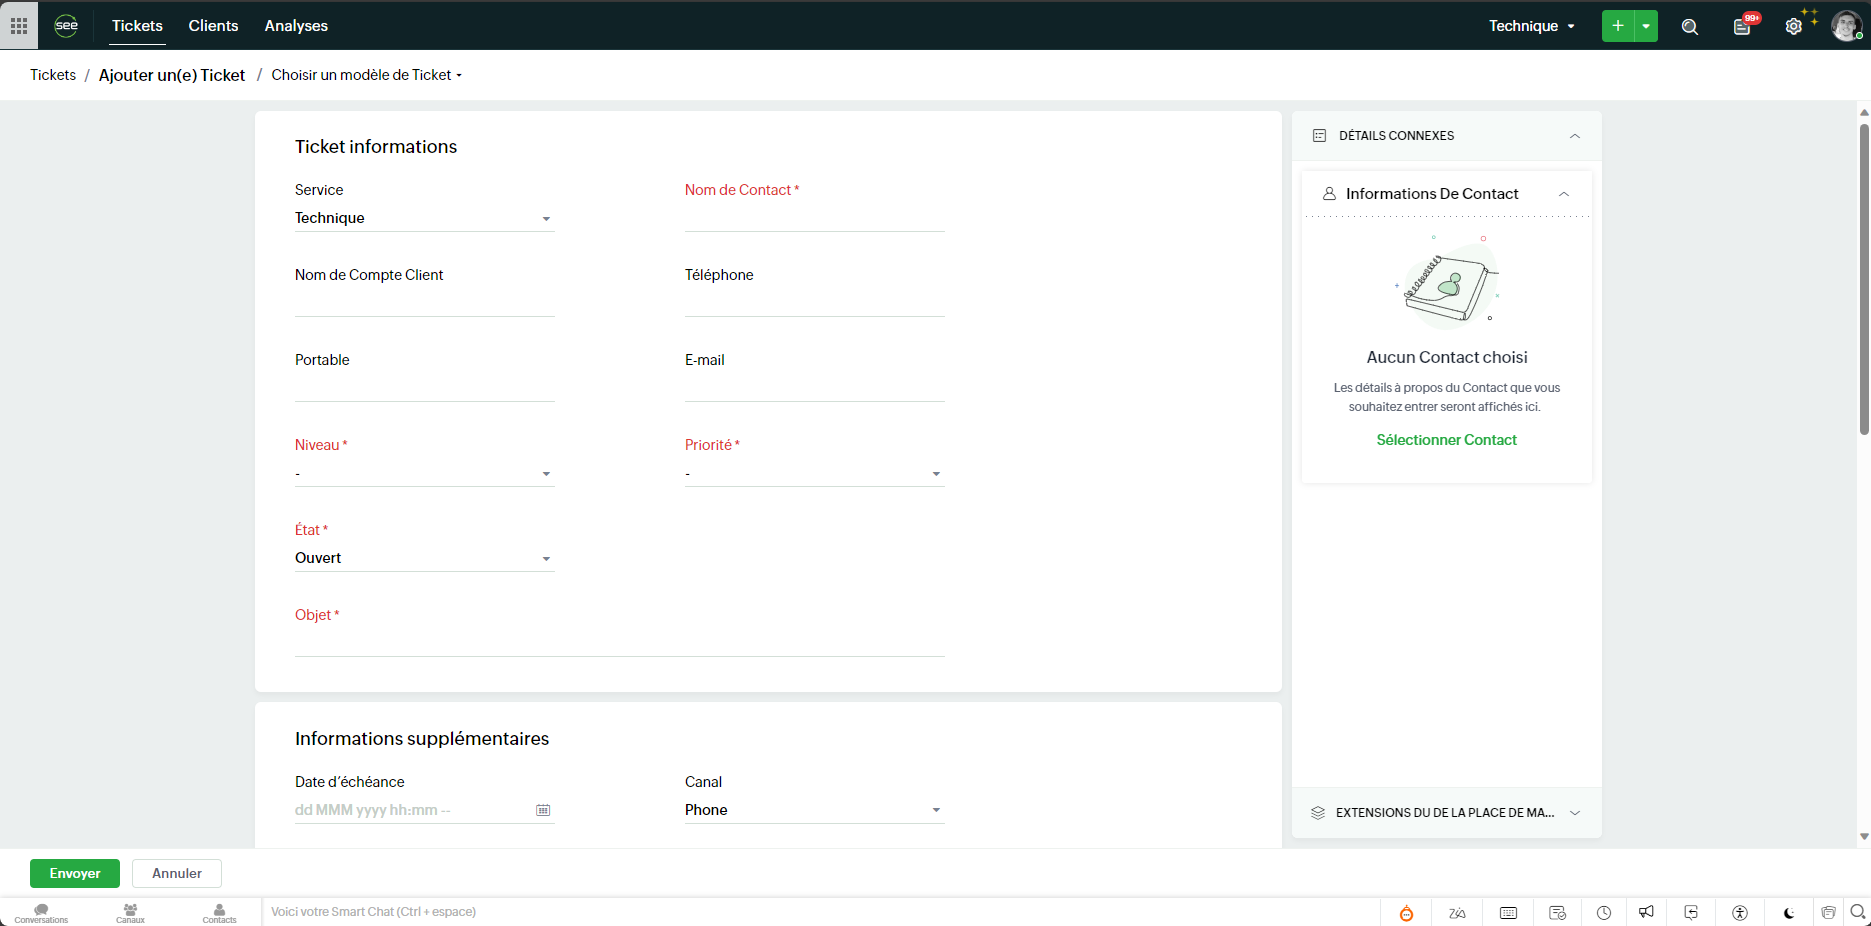 see
Tickets
Clients
Analyses
Technique
99+
Tickets / Ajouter un(e) Ticket / Choisir un modèle de Ticket
Ticket informations
Service
Technique
Nom de Contact *
Nom de Compte Client
Téléphone
Portable
E-mail
Niveau *
-
Priorité *
-
État *
Ouvert
Objet *
Informations supplémentaires
Date d'échéance
dd MMM yyyy hh:mm --
Canal
Phone
DÉTAILS CONNEXES
Informations De Contact
Aucun Contact choisi
Les détails à propos du Contact que vous
souhaitez entrer seront affichés ici.
Sélectionner Contact
EXTENSIONS DU DE LA PLACE DE MA...
Envoyer
Annuler
Conversations
Canaux
Contacts
Voici votre Smart Chat (Ctrl + espace)